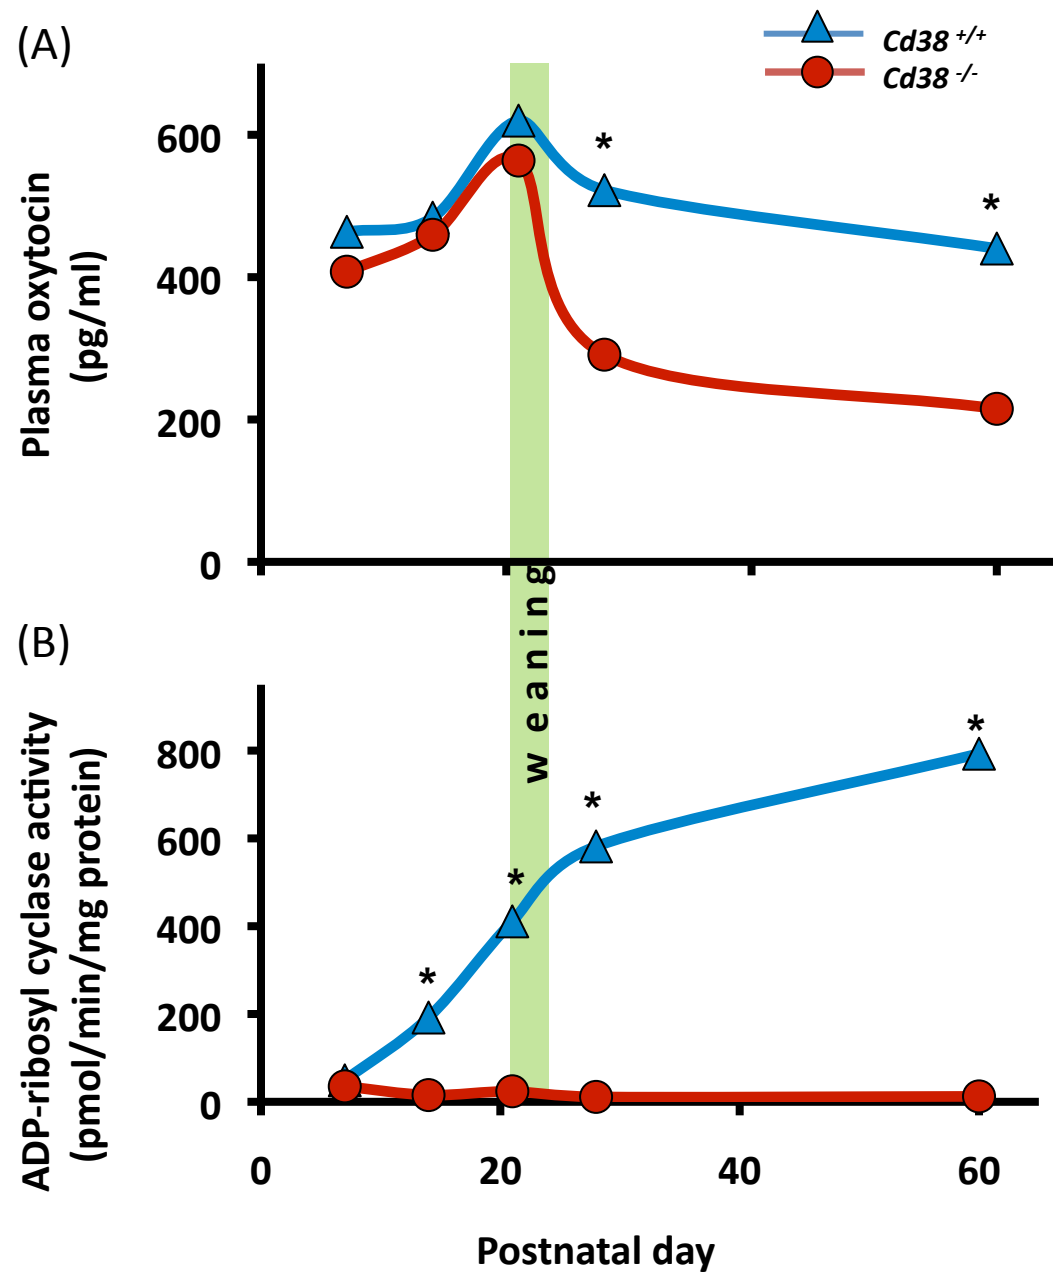 (A)
Cd38 +/+
Cd38 -/-
Plasma oxytocin
(pg/ml)
600
400
200
0
*
*
weaning
(B)
ADP-ribosyl cyclase activity
(pmol/min/mg protein)
800
600
400
200
0
*
*
*
*
0
20
40
60
Postnatal day